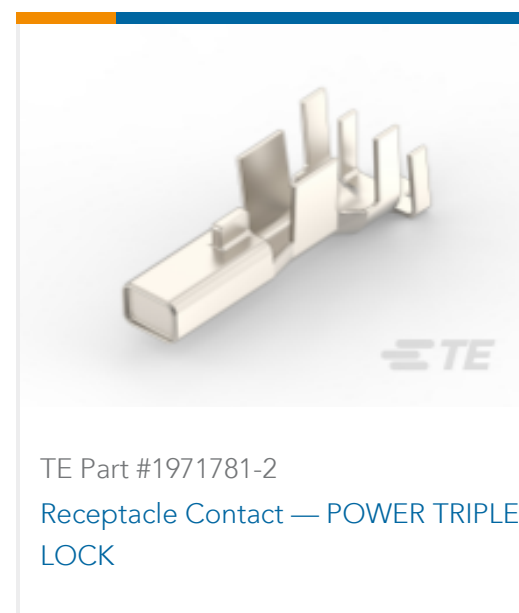 TE
TE Part #1971781-2
Receptacle Contact — POWER TRIPLE
LOCK